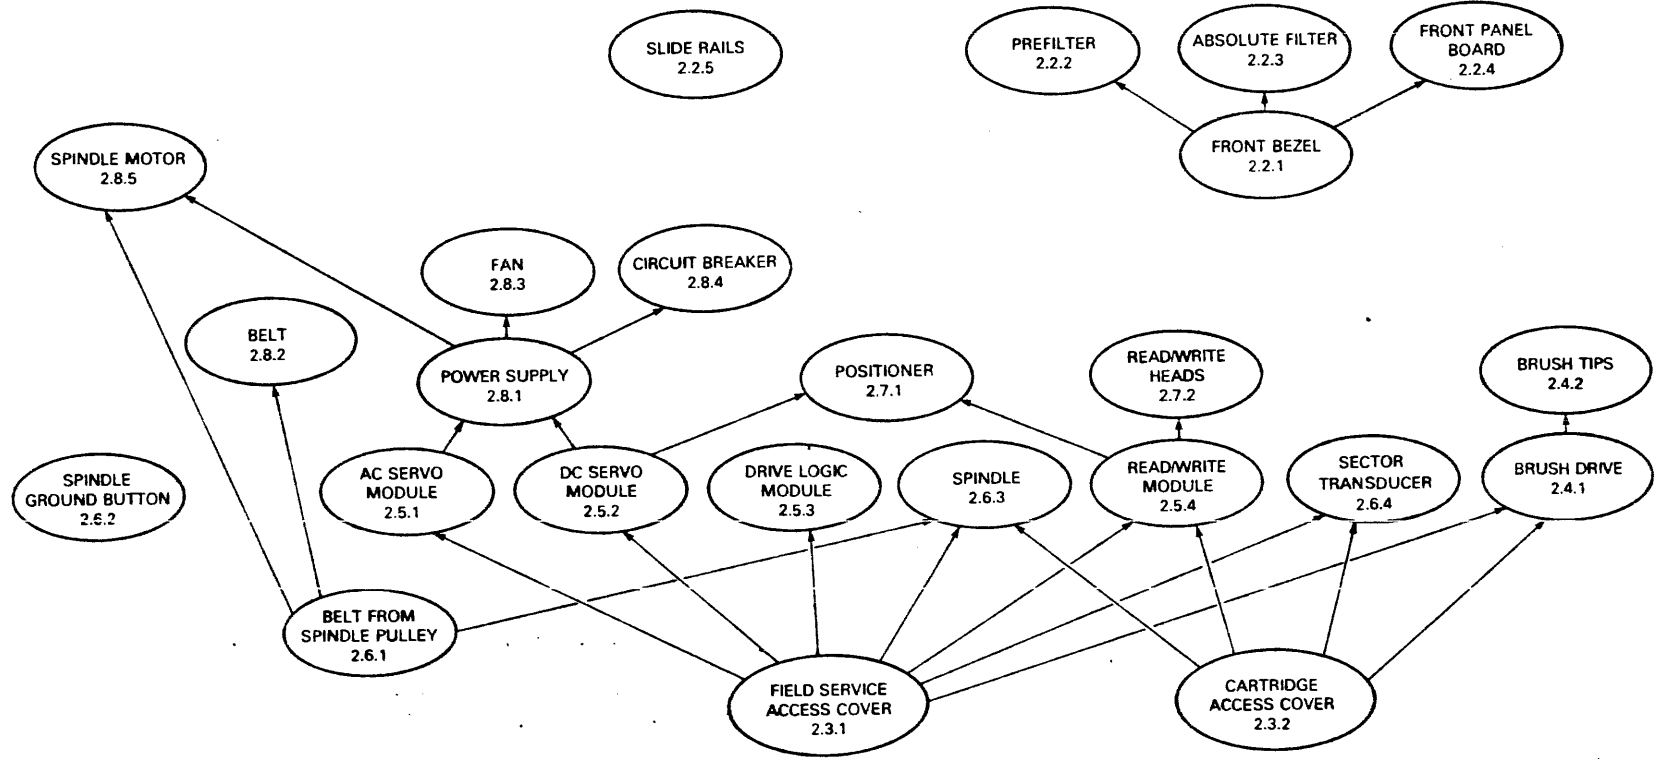 SLIDE RAILS
2.2.5
PREFILTER
2.2.2
ABSOLUTE FILTER
2.2.3
FRONT PANEL
BOARD
2.2.4
FRONT BEZEL
2.2.1
SPINDLE MOTOR
2.8.5
FAN
2.8.3
CIRCUIT BREAKER
2.8.4
BELT
2.8.2
POWER SUPPLY
2.8.1
POSITIONER
2.7.1
READ/WRITE
HEADS
2.7.2
BRUSH TIPS
2.4.2
SPINDLE
GROUND BUTTON
2.6.2
AC SERVO
MODULE
2.5.1
DC SERVO
MODULE
2.5.2
DRIVE LOGIC
MODULE
2.5.3
SPINDLE
2.6.3
READ/WRITE
MODULE
2.5.4
SECTOR
TRANSDUCER
2.6.4
BRUSH DRIVE
2.4.1
BELT FROM
SPINDLE PULLEY
2.6.1
FIELD SERVICE
ACCESS COVER
2.3.1
CARTRIDGE
ACCESS COVER
2.3.2